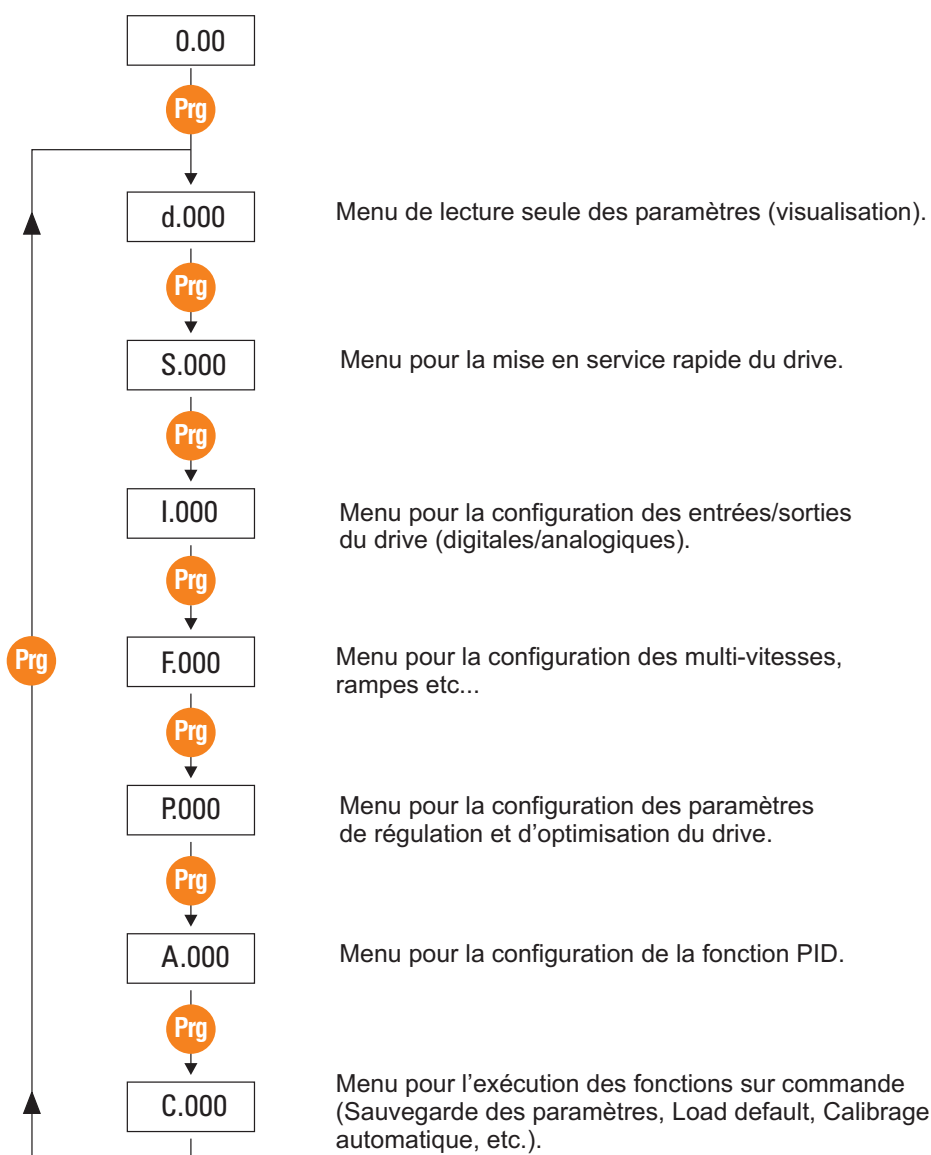 0.00
Prg
d.000
Menu de lecture seule des paramètres (visualisation).
Prg
S.000
Menu pour la mise en service rapide du drive.
Prg
I.000
Menu pour la configuration des entrées/sorties
du drive (digitales/analogiques).
Prg
Prg
F.000
Menu pour la configuration des multi-vitesses,
rampes etc...
Prg
P.000
Menu pour la configuration des paramètres
de régulation et d’optimisation du drive.
Prg
A.000
Menu pour la configuration de la fonction PID.
Prg
C.000
Menu pour l’exécution des fonctions sur commande
(Sauvegarde des paramètres, Load default, Calibrage
automatique, etc.).